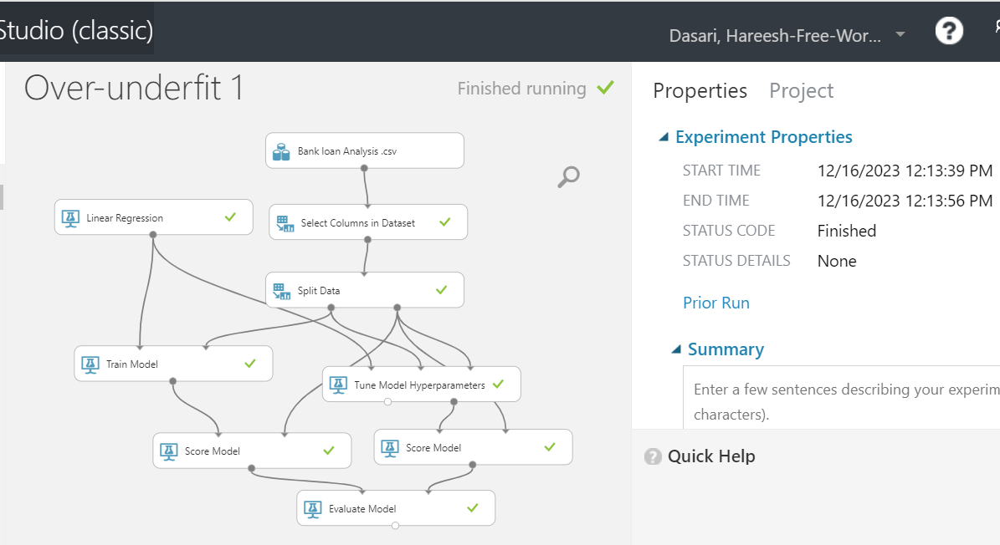 Studio (classic)
Dasari, Hareesh-Free-Wor...
?
Over-underfit 1
Finished running
Properties
Project
Experiment Properties
START TIME
12/16/2023 12:13:39 PM
END TIME
12/16/2023 12:13:56 PM
STATUS CODE
Finished
STATUS DETAILS
None
Prior Run
Summary
Enter a few sentences describing your experim
characters).
? Quick Help
Bank loan Analysis .csv
Linear Regression
Select Columns in Dataset
Split Data
Train Model
Tune Model Hyperparameters
Score Model
Score Model
Evaluate Model